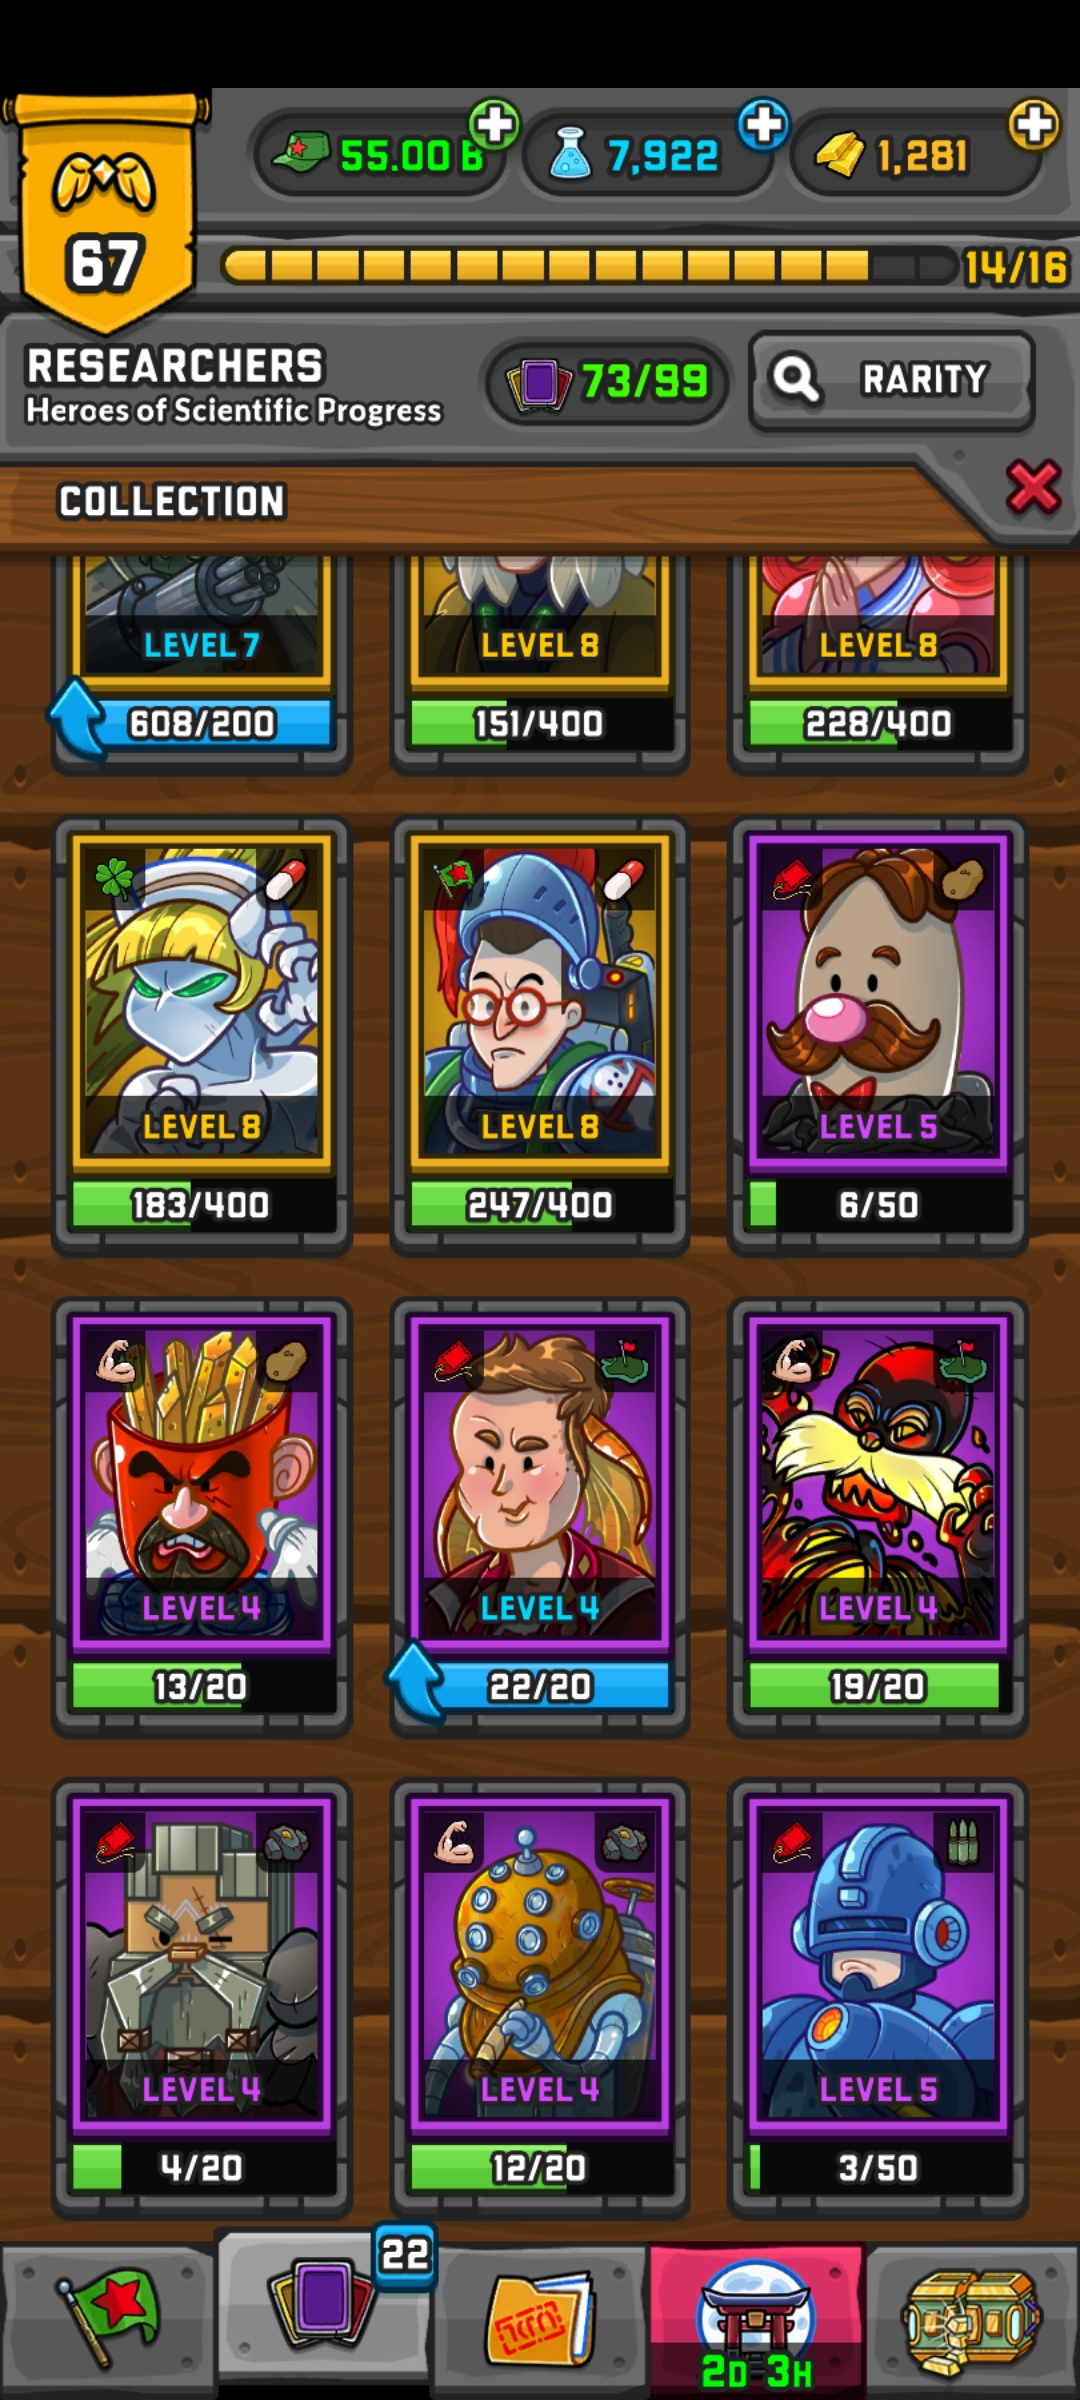 55.00 B
7,922
1,281
67
14/16
RESEARCHERS
Heroes of Scientific Progress
73/99
RARITY
COLLECTION
LEVEL 7
LEVEL 8
LEVEL 8
608/200
151/400
228/400
LEVEL 8
LEVEL 8
LEVEL 5
183/400
247/400
6/50
LEVEL 4
LEVEL 4
LEVEL 4
13/20
22/20
19/20
LEVEL 4
LEVEL 4
LEVEL 5
4/20
12/20
3/50
22
2D 3H